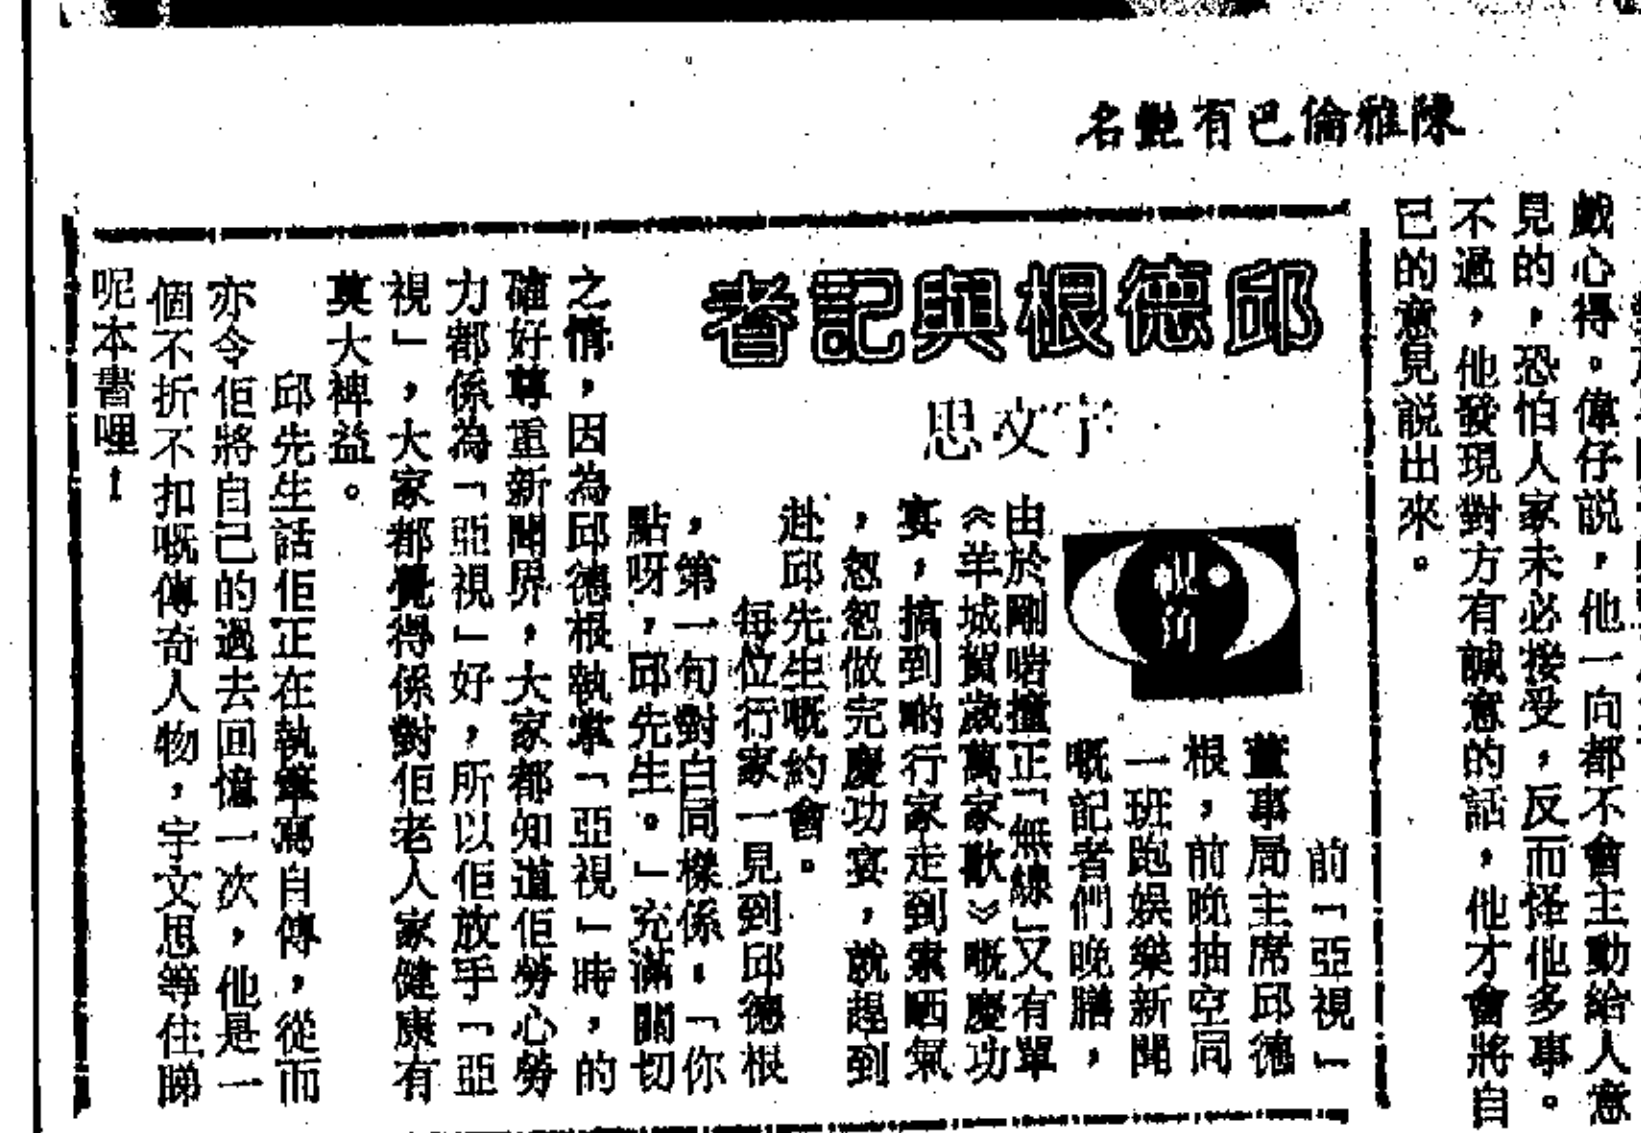 陳雅倫巴有艷名
戲心得。偉仔説，他一向都不會主動給人意
見的，恐怕人家未必接受，反而怪他多事。
不過，他發現對方有誠意的話，他才會將自
己的意見説出來。
邱德根與記者
宇文思
前「亞視」
董事局主席邱德
根，前晚抽空同
一班跑娛樂新聞
嘅記者們晚膳，
由於剛啱撞正「無線」又有單
《羊城賀歲萬家歡》嘅慶功
宴，搞到啲行家走到索晒氣
，怱怱做完慶功宴，就趕到
赴邱先生嘅約會。
每位行家一見到邱德根
，第一句對白同樣係，「你
點呀，邱先生。」充滿關切
之情，因為邱德根執掌「亞視」時，的
確好尊重新聞界，大家都知道佢勞心勞
力都係為「亞視」好，所以佢放手「亞
視」，大家都覺得係對佢老人家健康有
莫大裨益。
邱先生話佢正在執筆寫自傳，從而
亦令佢將自己的過去回憶一次，他是一
個不折不扣嘅傳奇人物，宇文思等住睇
呢本書哩！